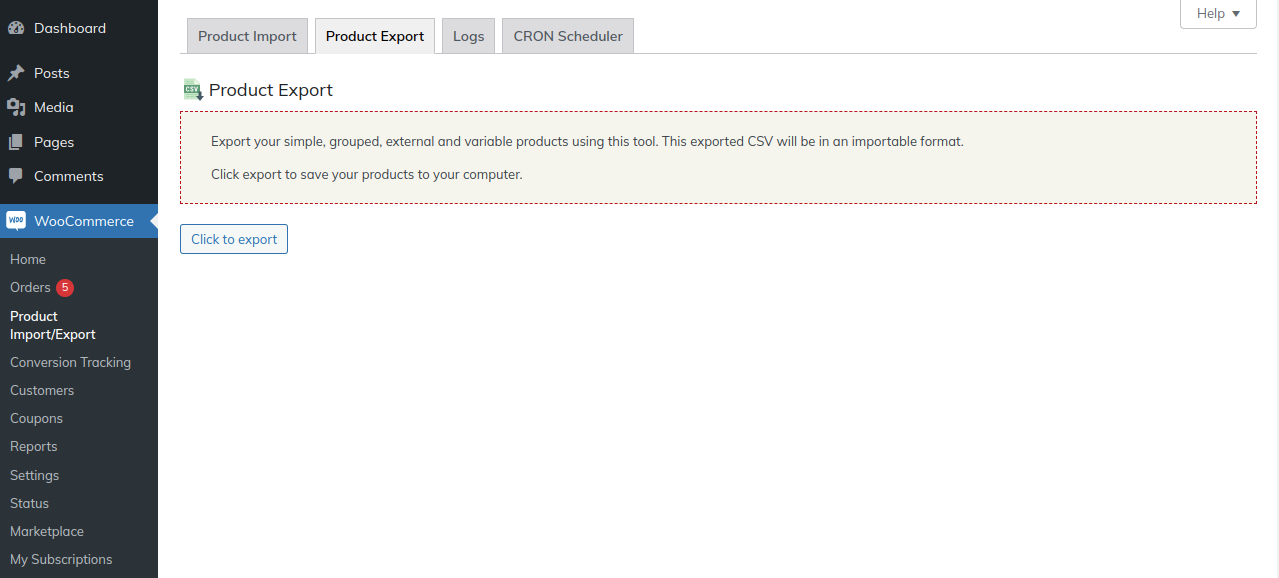 Dashboard
Posts
Media
Pages
Comments
WOO WooCommerce
Home
Orders 5
Product
Import/Export
Conversion Tracking
Customers
Coupons
Reports
Settings
Status
Marketplace
My Subscriptions
Help
Product Import Product Export Logs CRON Scheduler
CSV Product Export
Export your simple, grouped, external and variable products using this tool. This exported CSV will be in an importable format.
Click export to save your products to your computer.
Click to export